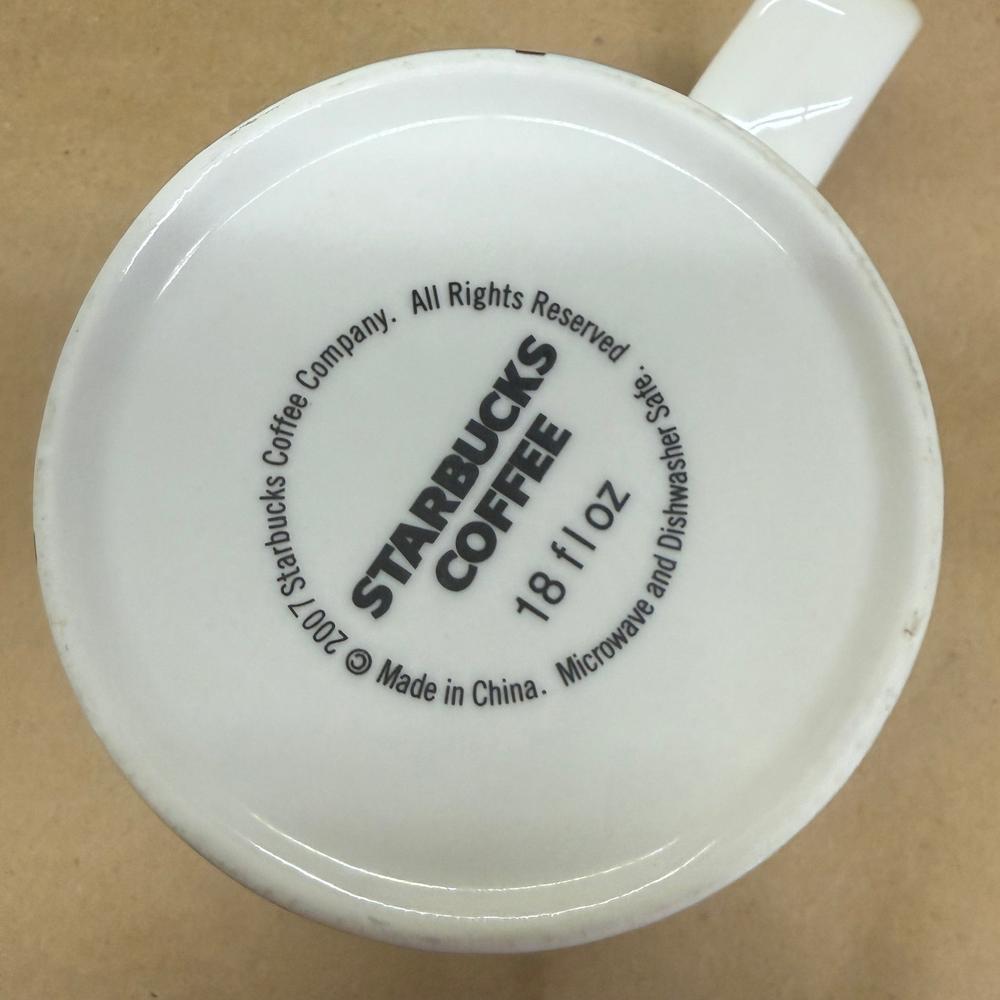 © 2007 Starbucks Coffee Company. All Rights Reserved
STARBUCKS
COFFEE
18 fl oz
Made in China. Microwave and Dishwasher Safe.